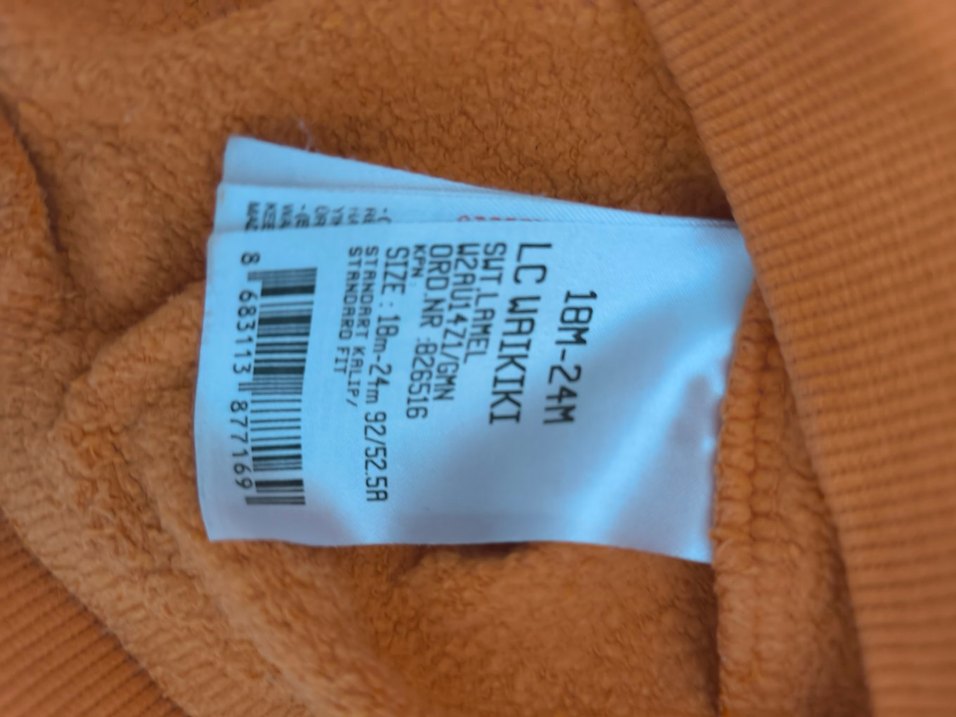 18M-24M
LC WAIKIKI
SWT.LAMEL
W2AU14Z1/GMN
ORD.NR :826516
KPN:
SIZE : 18m-24m 92/52.5A
STANDART KALIP/
STANDARD FIT
8 683113 877169